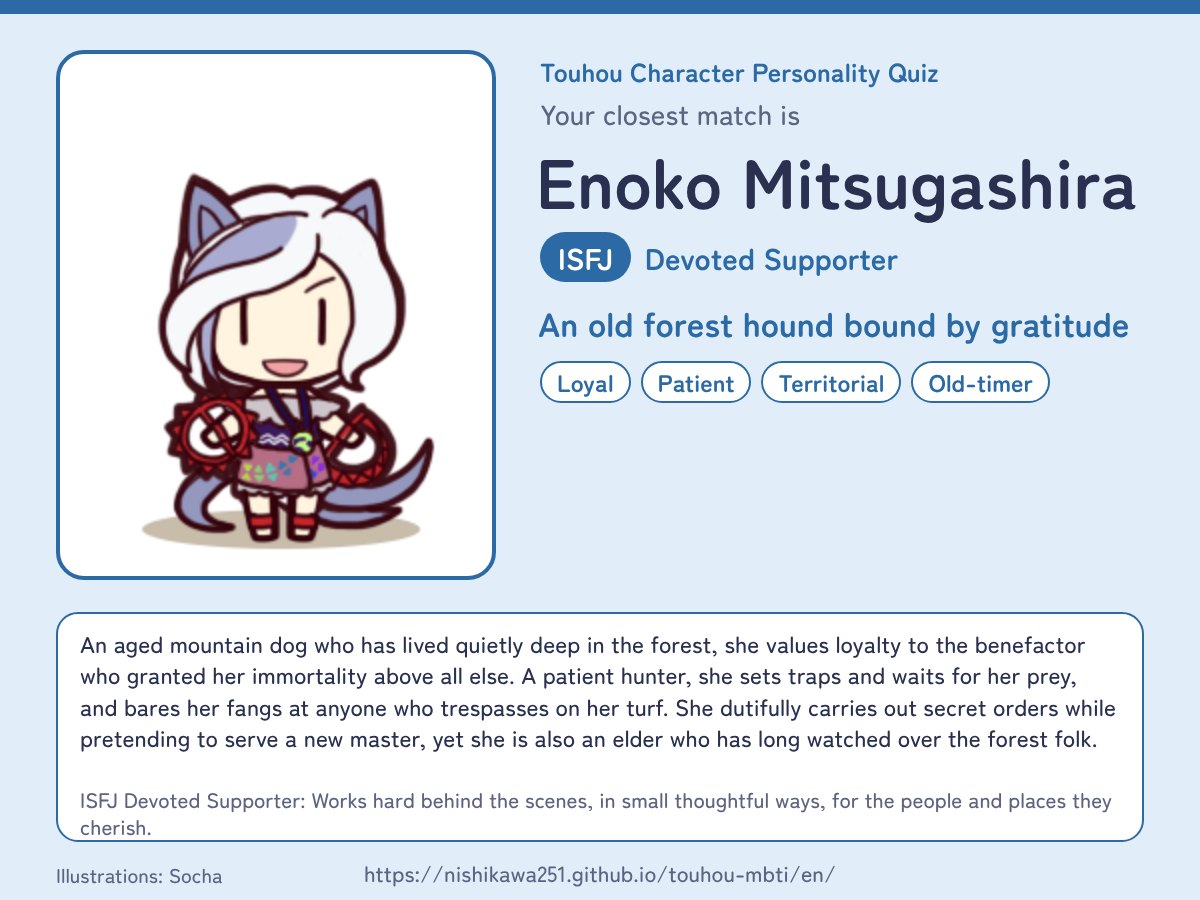 Touhou Character Personality Quiz
Your closest match is
Enoko Mitsugashira
ISFJ Devoted Supporter
An old forest hound bound by gratitude
Loyal Patient Territorial Old-timer
An aged mountain dog who has lived quietly deep in the forest, she values loyalty to the benefactor
who granted her immortality above all else. A patient hunter, she sets traps and waits for her prey,
and bares her fangs at anyone who trespasses on her turf. She dutifully carries out secret orders while
pretending to serve a new master, yet she is also an elder who has long watched over the forest folk.
ISFJ Devoted Supporter: Works hard behind the scenes, in small thoughtful ways, for the people and places they
cherish.
Illustrations: Socha
https://nishikawa251.github.io/touhou-mbti/en/